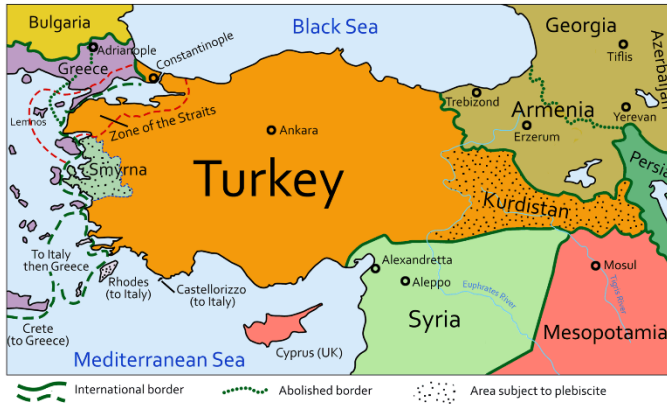 Bulgaria
Black Sea
Georgia
Azerbaijan
Adrianople
Constantinople
Greece
Tiflis
Lemnos
Zone of the Straits
Trebizond
Armenia
Yerevan
Ankara
Erzerum
Smyrna
Turkey
Persia
Kurdistan
To Italy
then Greece
Rhodes
(to Italy)
Castellorizzo
(to Italy)
Alexandretta
Aleppo
Euphrates River
Mosul
Tigris River
Crete
(to Greece)
Syria
Mesopotamia
Mediterranean Sea
Cyprus (UK)
International border
Abolished border
Area subject to plebiscite